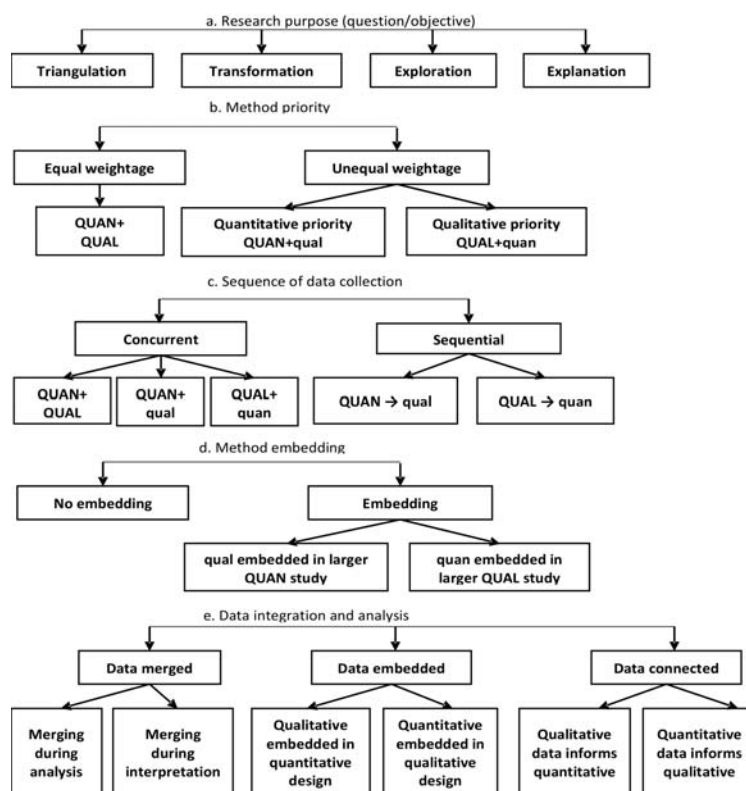 a. Research purpose (question/objective)
Triangulation
Transformation
Exploration
Explanation
b. Method priority
Equal weightage
Unequal weightage
QUAN+
QUAL
Quantitative priority
QUAN+qual
Qualitative priority
QUAL+quan
c. Sequence of data collection
Concurrent
Sequential
QUAN+
QUAL
QUAN+
qual
QUAL+
quan
QUAN → qual
QUAL → quan
d. Method embedding
No embedding
Embedding
qual embedded in larger
QUAN study
quan embedded in
larger QUAL study
e. Data integration and analysis
Data merged
Data embedded
Data connected
Merging
during
analysis
Merging
during
interpretation
Qualitative
embedded in
quantitative
design
Quantitative
embedded in
qualitative
design
Qualitative
data informs
quantitative
Quantitative
data informs
qualitative